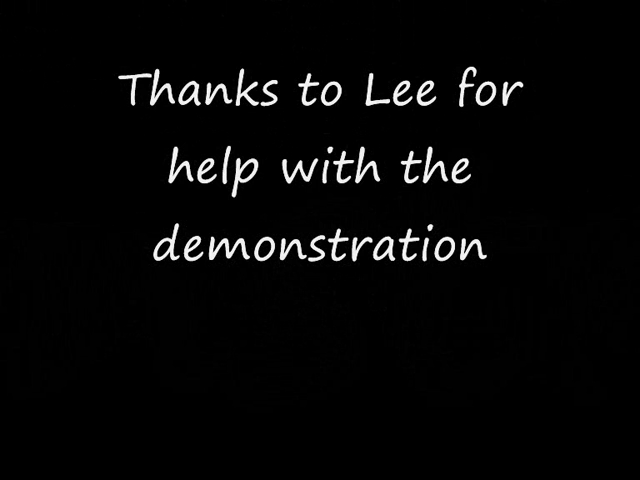 Thanks to Lee for
help with the
demonstration